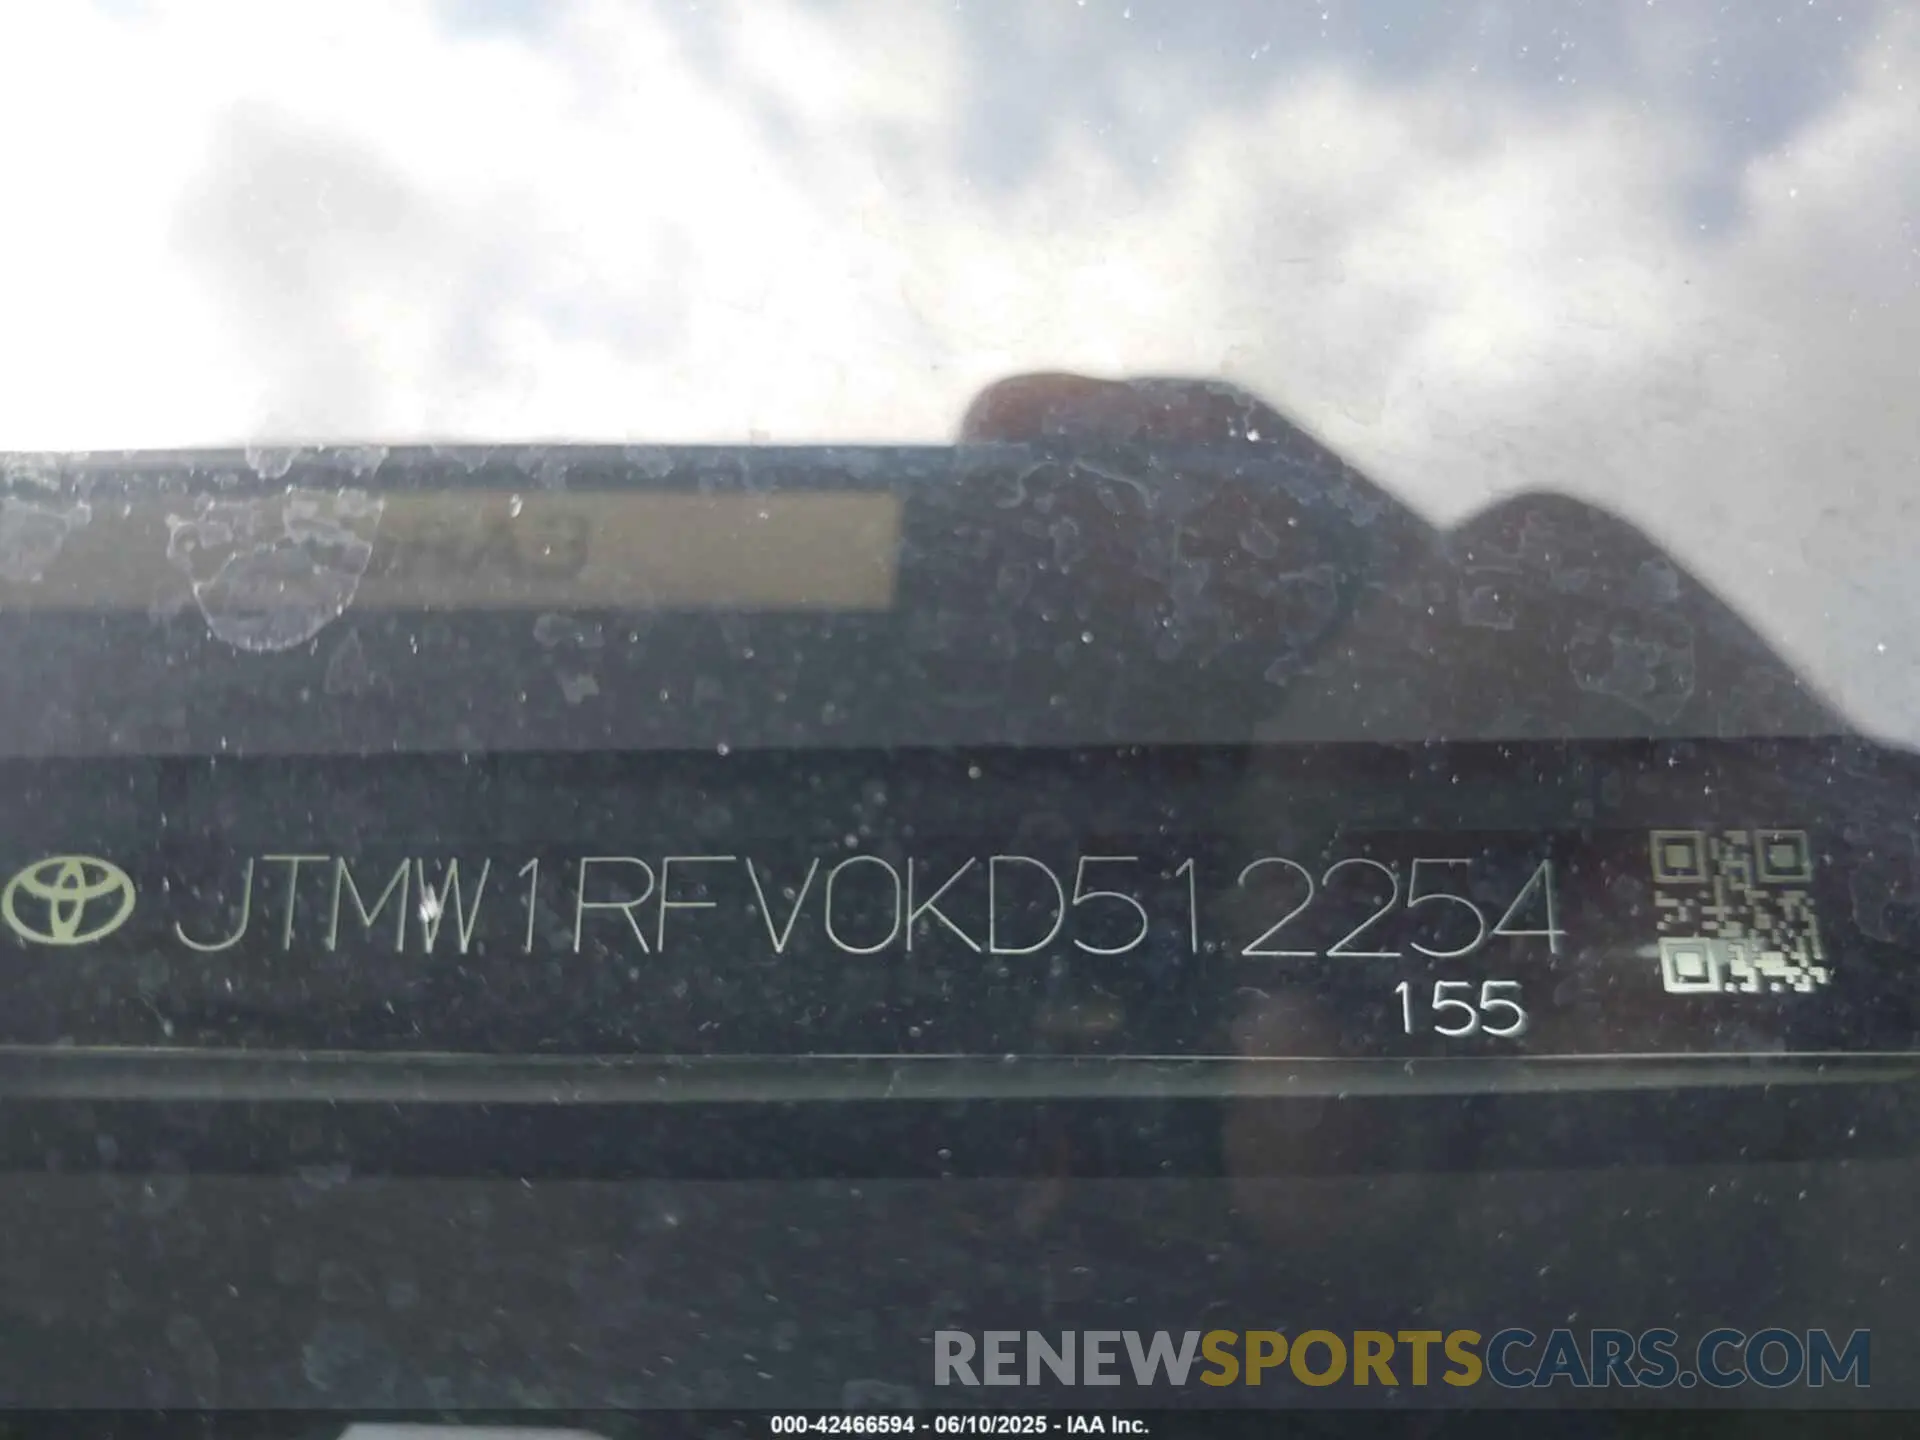 JTMW1RFV0KD512254
155
RENEWSPORTSCARS.COM
000-42466594 - 06/10/2025 - IAA Inc.